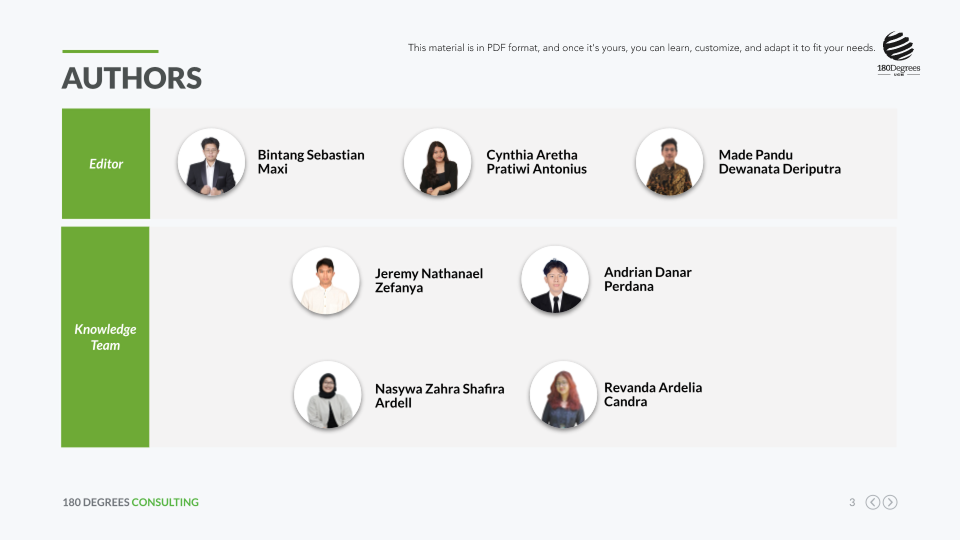 This material is in PDF format, and once it's yours, you can learn, customize, and adapt it to fit your needs.
180Degrees
AUTHORS
Editor
Bintang Sebastian
Maxi
Cynthia Aretha
Pratiwi Antonius
Made Pandu
Dewanata Deriputra
Knowledge
Team
Jeremy Nathanael
Zefanya
Andrian Danar
Perdana
Nasywa Zahra Shafira
Ardell
Revanda Ardelia
Candra
180 DEGREES CONSULTING
3